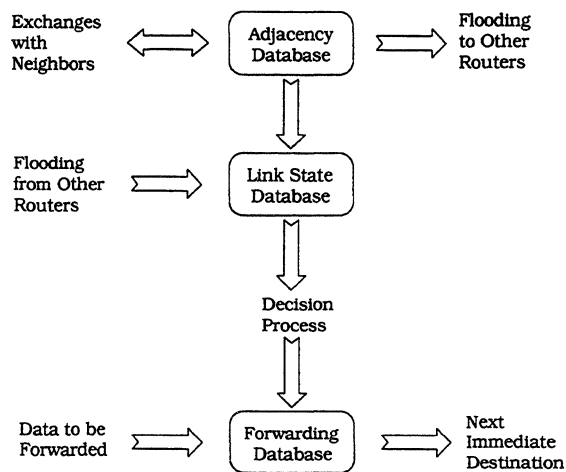 Exchanges
with
Neighbors
Adjacency
Database
Flooding
to Other
Routers
Flooding
from Other
Routers
Link State
Database
Decision
Process
Data to be
Forwarded
Forwarding
Database
Next
Immediate
Destination